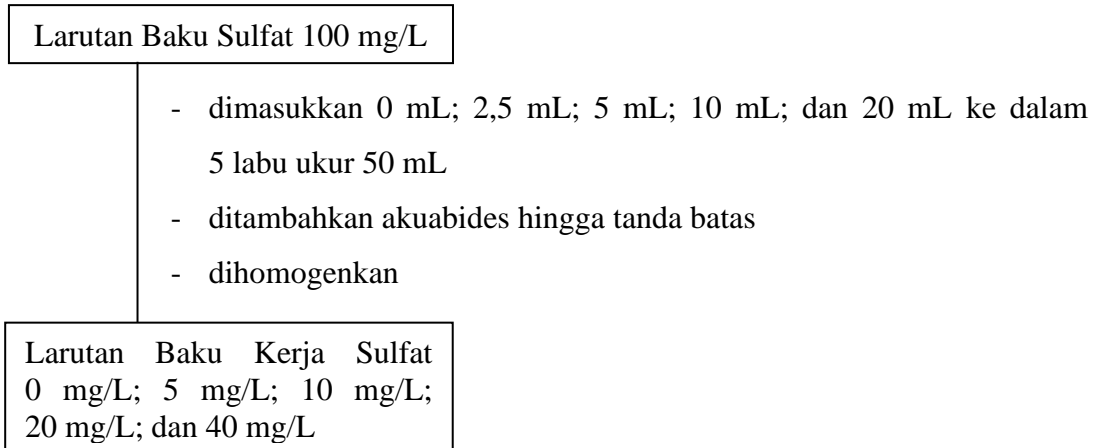 Larutan Baku Sulfat 100 mg/L
- dimasukkan 0 mL; 2,5 mL; 5 mL; 10 mL; dan 20 mL ke dalam
5 labu ukur 50 mL
- ditambahkan akuabides hingga tanda batas
- dihomogenkan
Larutan Baku Kerja Sulfat
0 mg/L; 5 mg/L; 10 mg/L;
20 mg/L; dan 40 mg/L